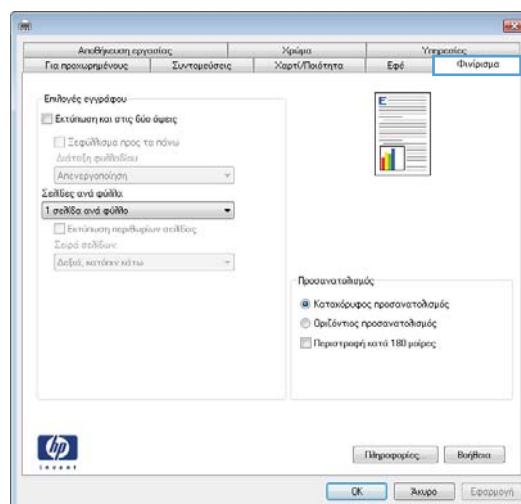 Αποθήκευση εργασίας Χρώμα Υπηρεσίες
Για προχωρημένους Συντομεύσεις Χαρτί/Ποιότητα Εφέ Φινίρισμα
Επιλογές εγγράφου
Εκτύπωση και στις δύο όψεις
Ξεφύλλισμα προς τα πάνω
Διάταξη φυλλαδίου:
Απενεργοποίηση
Σελίδες ανά φύλλο:
1 σελίδα ανά φύλλο
Εκτύπωση περιθωρίων σελίδας
Σειρά σελίδων:
Δεξιά, κατόπιν κάτω
E
Προσανατολισμός
Κατακόρυφος προσανατολισμός
Οριζόντιος προσανατολισμός
Περιστροφή κατά 180 μοίρες
hp
invent
Πληροφορίες... Βοήθεια
OK Άκυρο Εφαρμογή